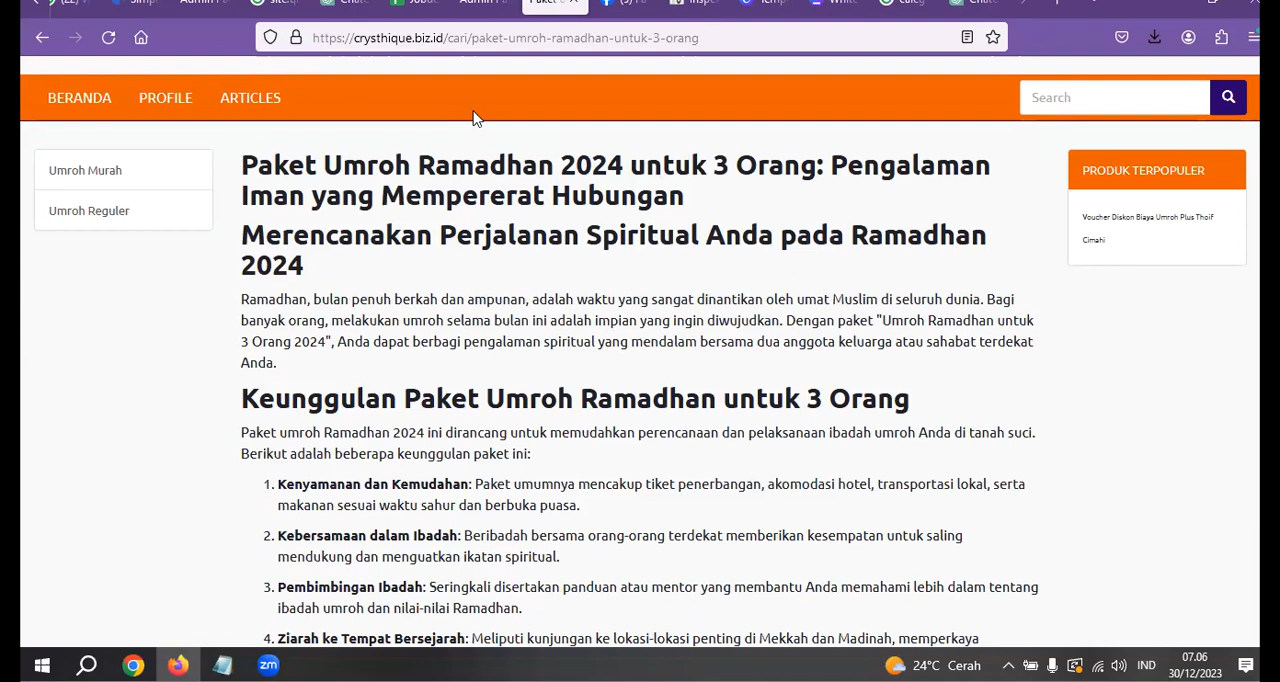 https://crysthique.biz.id/cari/paket-umroh-ramadhan-untuk-3-orang
BERANDA PROFILE ARTICLES Search
Umroh Murah
Umroh Reguler
Paket Umroh Ramadhan 2024 untuk 3 Orang: Pengalaman
Iman yang Mempererat Hubungan
Merencanakan Perjalanan Spiritual Anda pada Ramadhan
2024
Ramadhan, bulan penuh berkah dan ampunan, adalah waktu yang sangat dinantikan oleh umat Muslim di seluruh dunia. Bagi
banyak orang, melakukan umroh selama bulan ini adalah impian yang ingin diwujudkan. Dengan paket "Umroh Ramadhan untuk
3 Orang 2024", Anda dapat berbagi pengalaman spiritual yang mendalam bersama dua anggota keluarga atau sahabat terdekat
Anda.
Keunggulan Paket Umroh Ramadhan untuk 3 Orang
Paket umroh Ramadhan 2024 ini dirancang untuk memudahkan perencanaan dan pelaksanaan ibadah umroh Anda di tanah suci.
Berikut adalah beberapa keunggulan paket ini:
1. Kenyamanan dan Kemudahan: Paket umumnya mencakup tiket penerbangan, akomodasi hotel, transportasi lokal, serta
makanan sesuai waktu sahur dan berbuka puasa.
2. Kebersamaan dalam Ibadah: Beribadah bersama orang-orang terdekat memberikan kesempatan untuk saling
mendukung dan menguatkan ikatan spiritual.
3. Pembimbingan Ibadah: Seringkali disertakan panduan atau mentor yang membantu Anda memahami lebih dalam tentang
ibadah umroh dan nilai-nilai Ramadhan.
4. Ziarah ke Tempat Bersejarah: Meliputi kunjungan ke lokasi-lokasi penting di Mekkah dan Madinah, memperkaya
PRODUK TERPOPULER
Voucher Diskon Biaya Umroh Plus Thoif
Cimahi
zm 24°C Cerah IND 07.06
30/12/2023